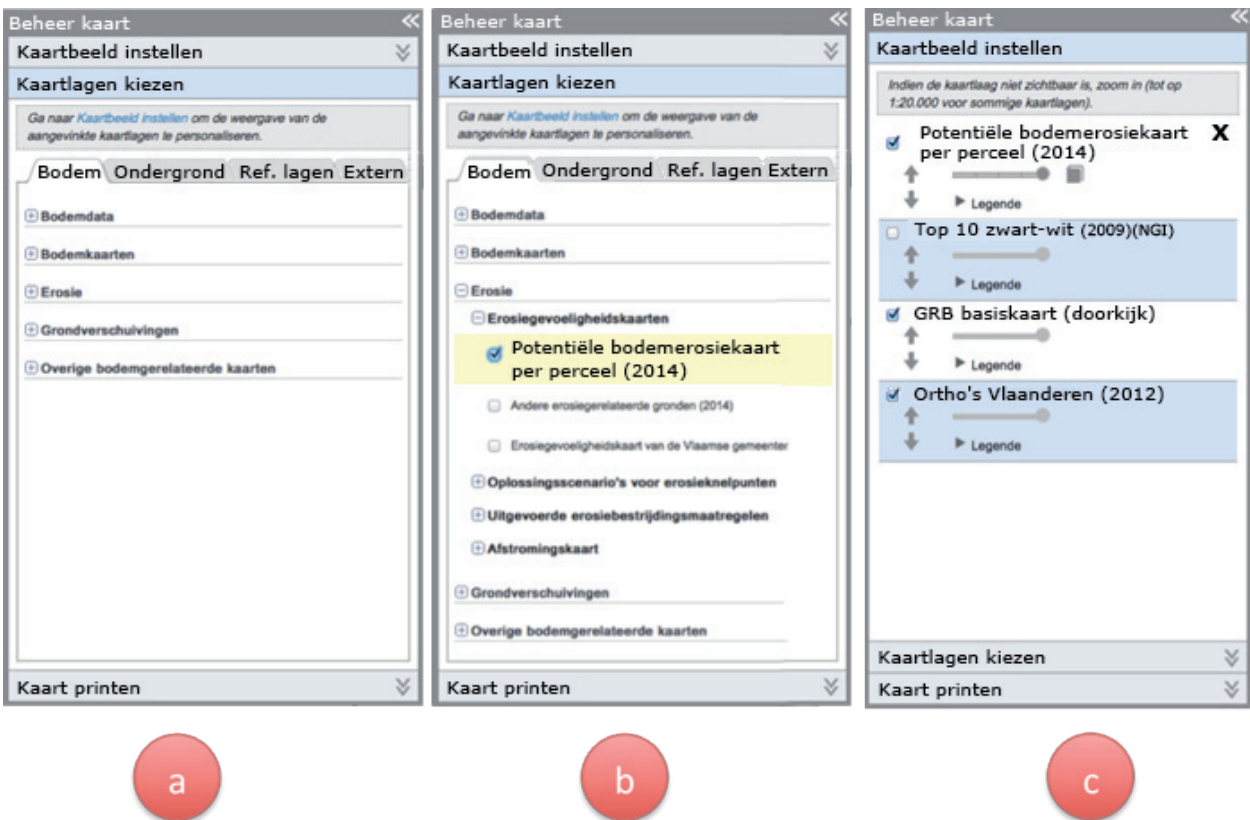 Beheer kaart
Kaartbeeld instellen
Kaartlagen kiezen
Ga naar Kaartbeeld instellen om de weergave van de
aangevinkte kaartlagen te personaliseren.
Bodem Ondergrond Ref. lagen Extern
Bodemdata
Bodemkaarten
Erosie
Grondverschuivingen
Overige bodemgerelateerde kaarten
Kaart printen
a
Beheer kaart
Kaartbeeld instellen
Kaartlagen kiezen
Ga naar Kaartbeeld instellen om de weergave van de
aangevinkte kaartlagen te personaliseren.
Bodem Ondergrond Ref. lagen Extern
Bodemdata
Bodemkaarten
Erosie
Erosiegevoeligheidskaarten
Potentiële bodemerosiekaart
per perceel (2014)
Andere erosiegerelateerde gronden (2014)
Erosiegevoeligheidskaart van de Vlaamse gemeenten
Oplossingsscenario's voor erosieknelpunten
Uitgevoerde erosiebestrijdingsmaatregelen
Afstromingskaart
Grondverschuivingen
Overige bodemgerelateerde kaarten
Kaart printen
b
Beheer kaart
Kaartbeeld instellen
Indien de kaartlaag niet zichtbaar is, zoom in (tot op
1:20.000 voor sommige kaartlagen).
Potentiële bodemerosiekaart X
per perceel (2014)
Legende
Top 10 zwart-wit (2009)(NGI)
Legende
GRB basiskaart (doorkijk)
Legende
Ortho's Vlaanderen (2012)
Legende
Kaartlagen kiezen
Kaart printen
c